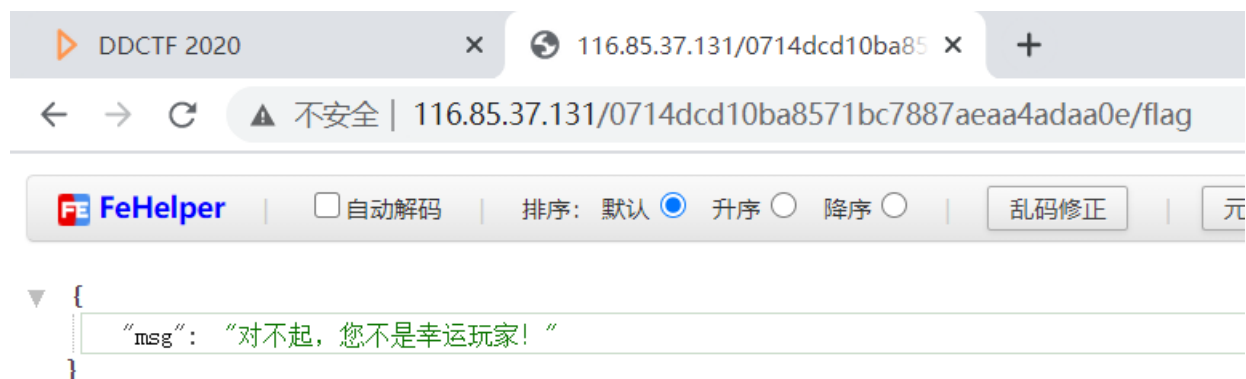 DDCTF 2020 × 116.85.37.131/0714dcd10ba85 × +
不安全 | 116.85.37.131/0714dcd10ba8571bc7887aeaa4adaa0e/flag
FE FeHelper | 自动解码 | 排序: 默认 升序 降序 | 乱码修正 | 元
{
"msg": "对不起，您不是幸运玩家！"
}